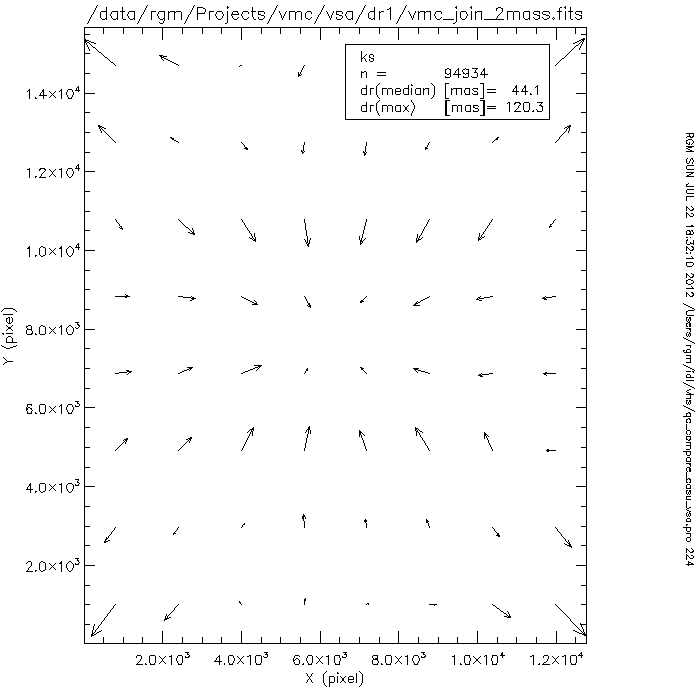 /data/rgm/Projects/vmc/vsa/dr1/vmc_join_2mass.fits
ks
n = 94934
dr(median) [mas]= 44.1
dr(max) [mas]= 120.3
1.4×10⁴
1.2×10⁴
1.0×10⁴
8.0×10³
6.0×10³
4.0×10³
2.0×10³
Y (pixel)
2.0×10³ 4.0×10³ 6.0×10³ 8.0×10³ 1.0×10⁴ 1.2×10⁴
X (pixel)
RGM SUN JUL 22 18:32:10 2012 /Users/rgm/idl/vhs/qc_compare_casu_vsa.pro 224